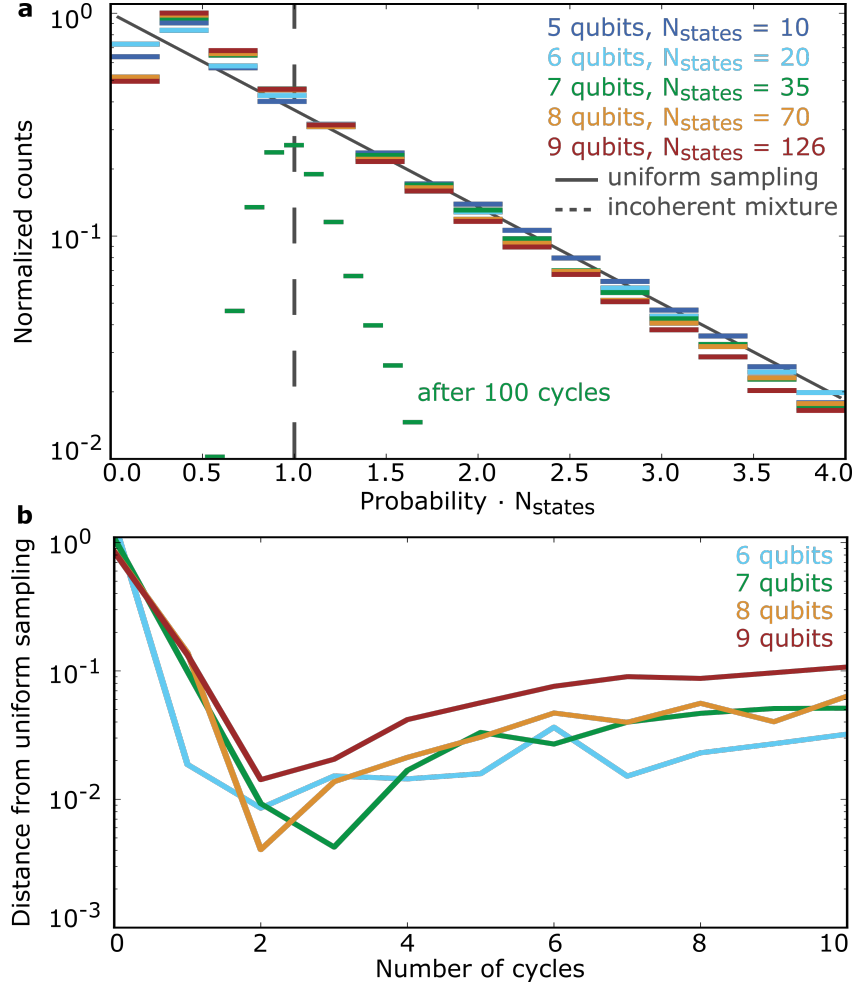 a
10⁰
10⁻¹
10⁻²
Normalized counts
5 qubits, N_states = 10
6 qubits, N_states = 20
7 qubits, N_states = 35
8 qubits, N_states = 70
9 qubits, N_states = 126
uniform sampling
incoherent mixture
after 100 cycles
0.0 0.5 1.0 1.5 2.0 2.5 3.0 3.5 4.0
Probability · N_states
b
10⁰
10⁻¹
10⁻²
10⁻³
Distance from uniform sampling
6 qubits
7 qubits
8 qubits
9 qubits
0 2 4 6 8 10
Number of cycles